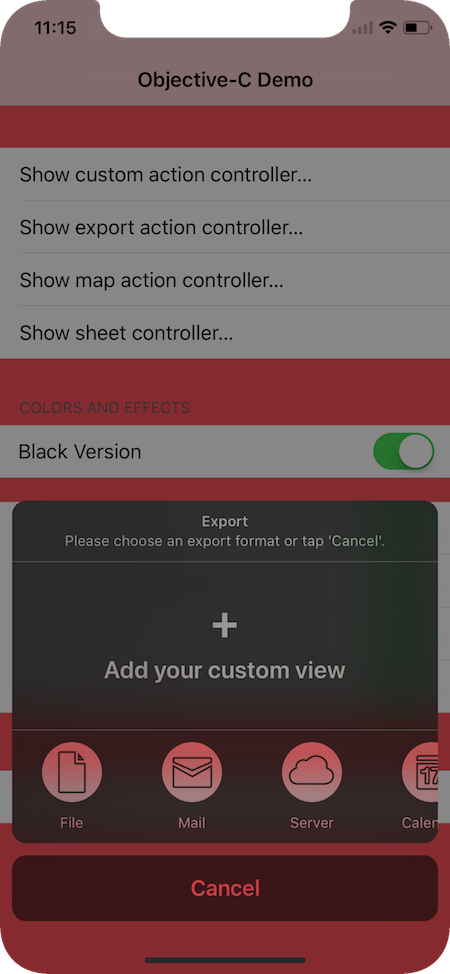 11:15
Objective-C Demo
Show custom action controller...
Show export action controller...
Show map action controller...
Show sheet controller...
COLORS AND EFFECTS
Black Version
Export
Please choose an export format or tap 'Cancel'.
+
Add your custom view
17
File Mail Server Calen
Cancel